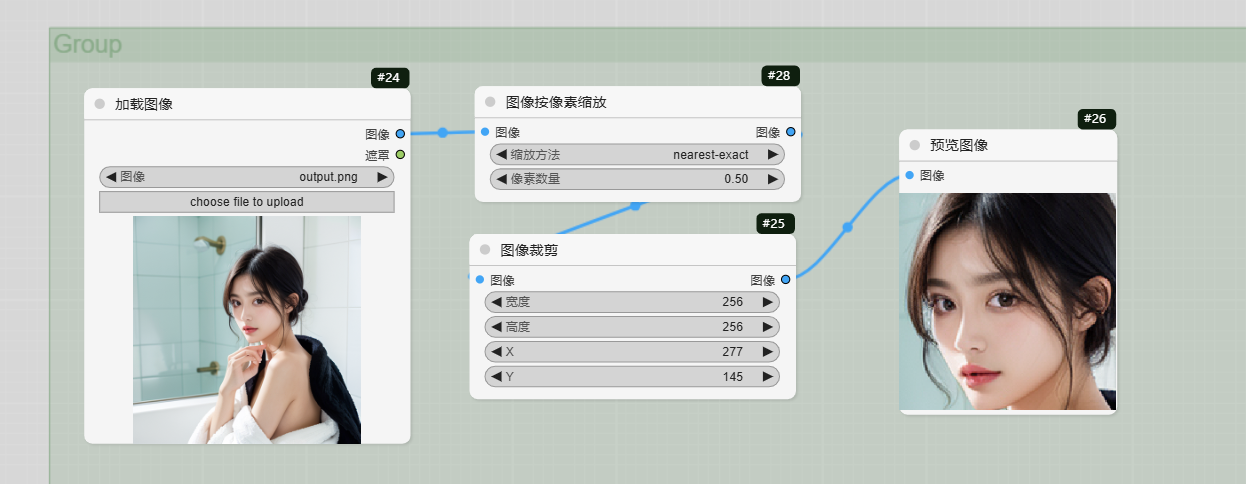 Group
#24
加载图像
图像
遮罩
图像 output.png
choose file to upload
#28
图像按像素缩放
图像 图像
缩放方法 nearest-exact
像素数量 0.50
#25
图像裁剪
图像 图像
宽度 256
高度 256
X 277
Y 145
#26
预览图像
图像